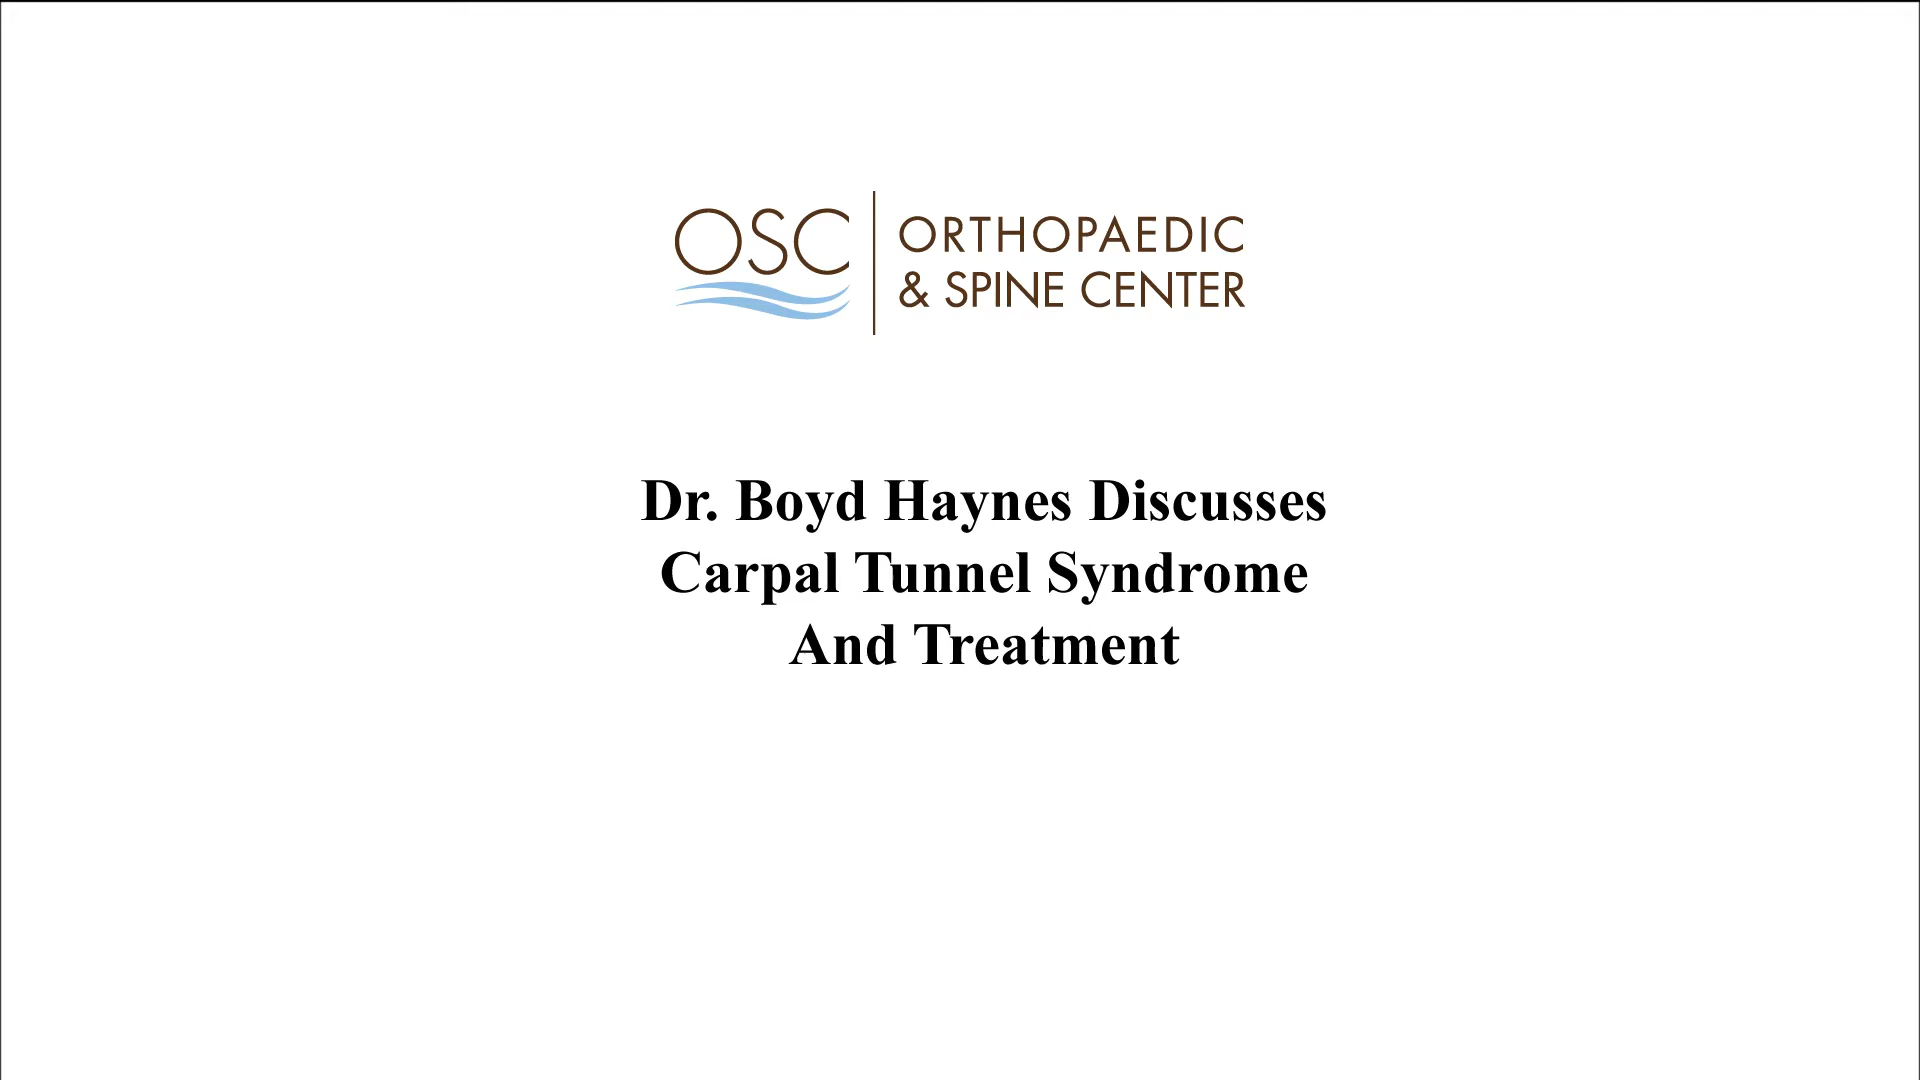 OSC
ORTHOPAEDIC
& SPINE CENTER
Dr. Boyd Haynes Discusses
Carpal Tunnel Syndrome
And Treatment